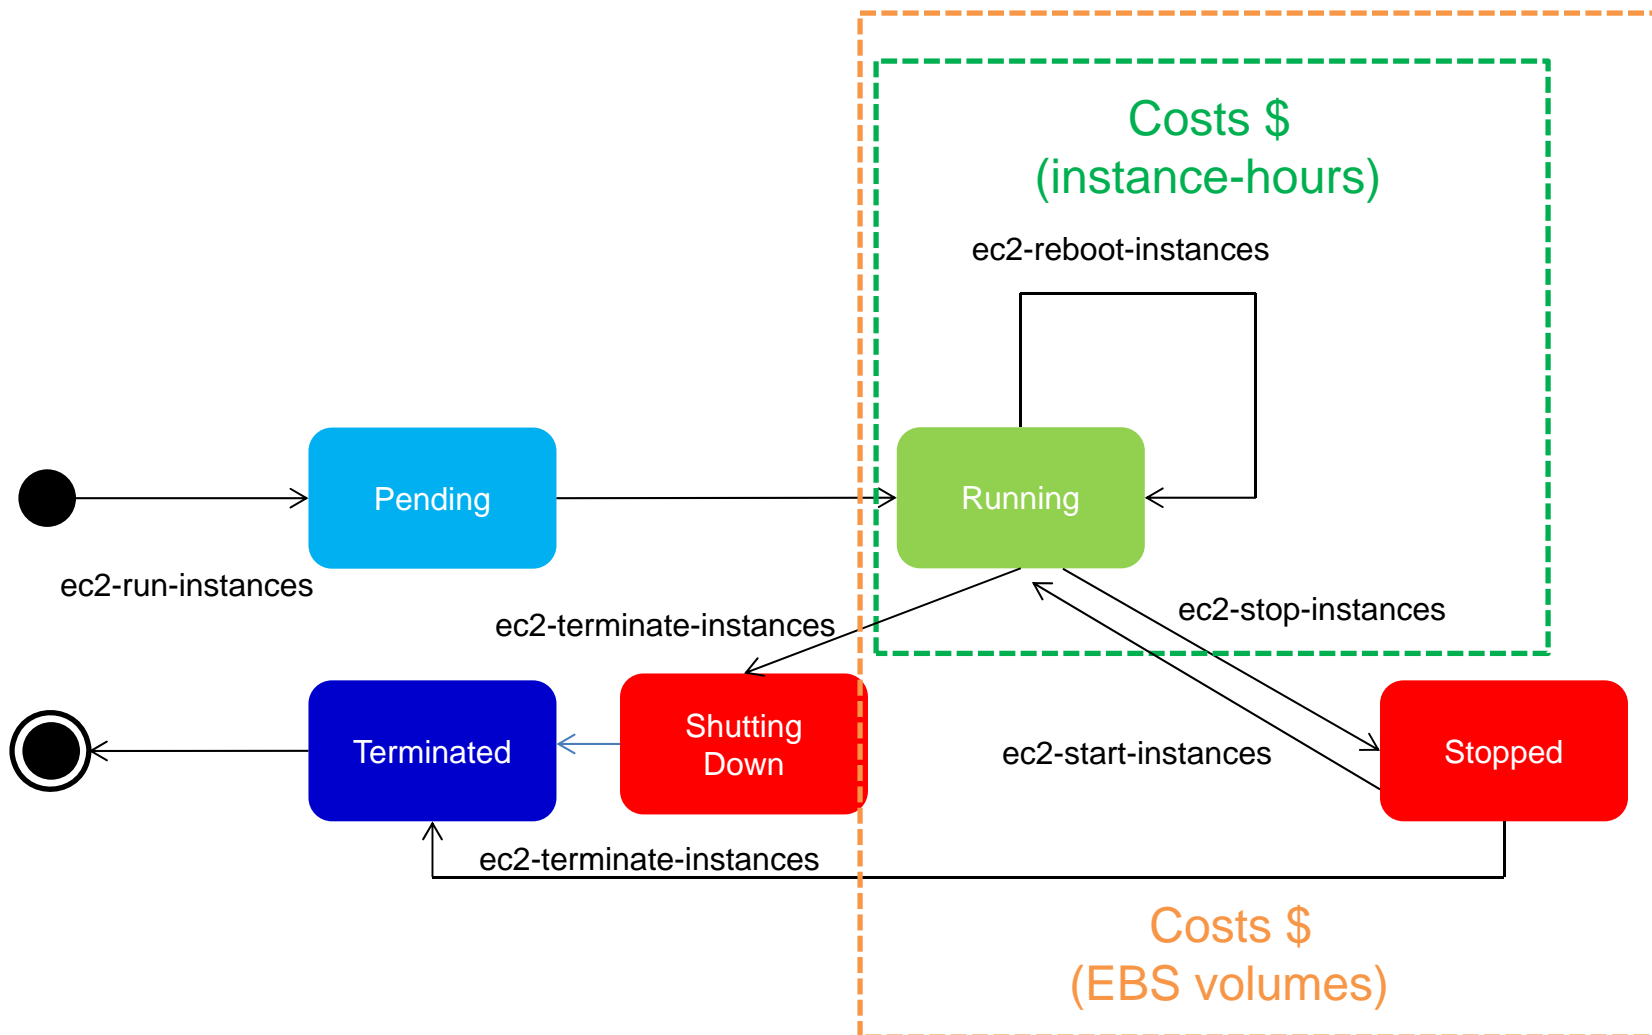 Costs $
(instance-hours)
ec2-reboot-instances
Pending
Running
ec2-run-instances
ec2-terminate-instances
ec2-stop-instances
Terminated
Shutting
Down
ec2-start-instances
Stopped
ec2-terminate-instances
Costs $
(EBS volumes)